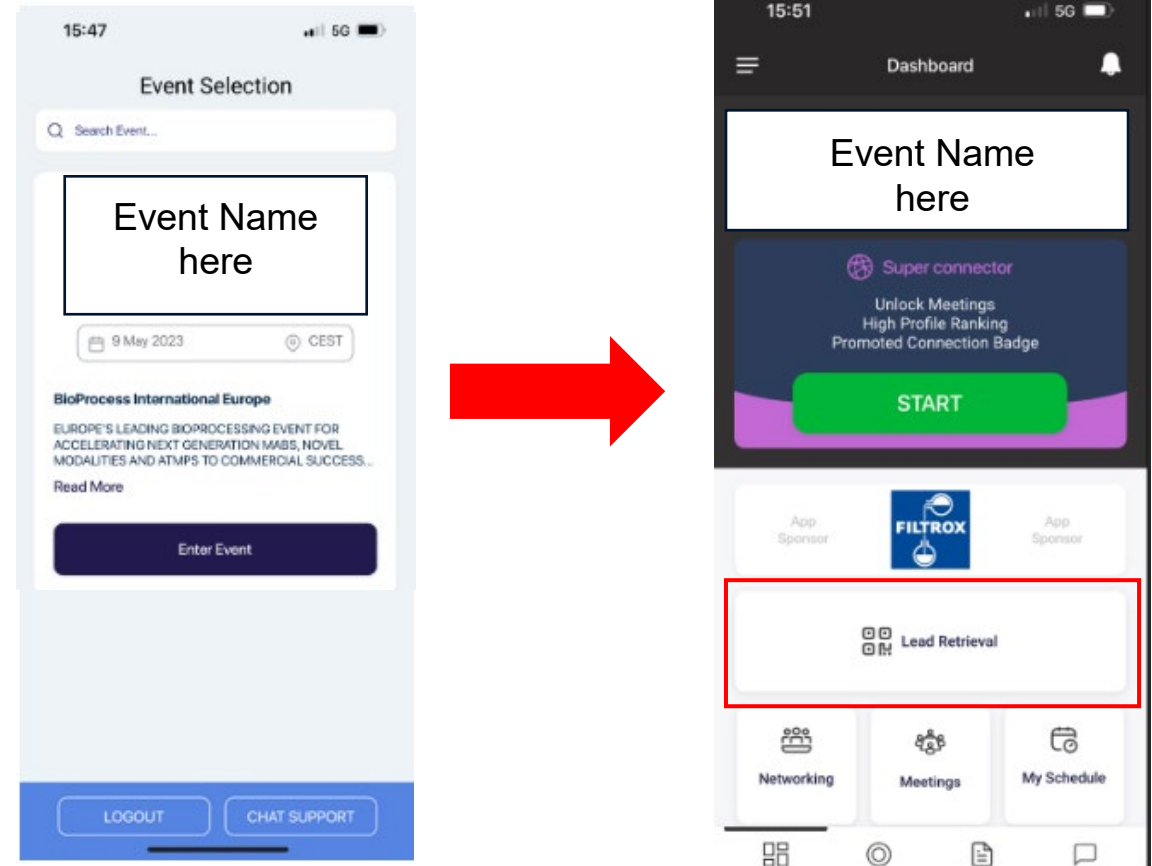 15:47
5G
Event Selection
Search Event...
Event Name
here
9 May 2023
CEST
BioProcess International Europe
EUROPE'S LEADING BIOPROCESSING EVENT FOR
ACCELERATING NEXT GENERATION MABS, NOVEL
MODALITIES AND ATMPS TO COMMERCIAL SUCCESS...
Read More
Enter Event
LOGOUT
CHAT SUPPORT
15:51
5G
Dashboard
Event Name
here
Super connector
Unlock Meetings
High Profile Ranking
Promoted Connection Badge
START
App
Sponsor
FILTROX
App
Sponsor
Lead Retrieval
Networking
Meetings
My Schedule